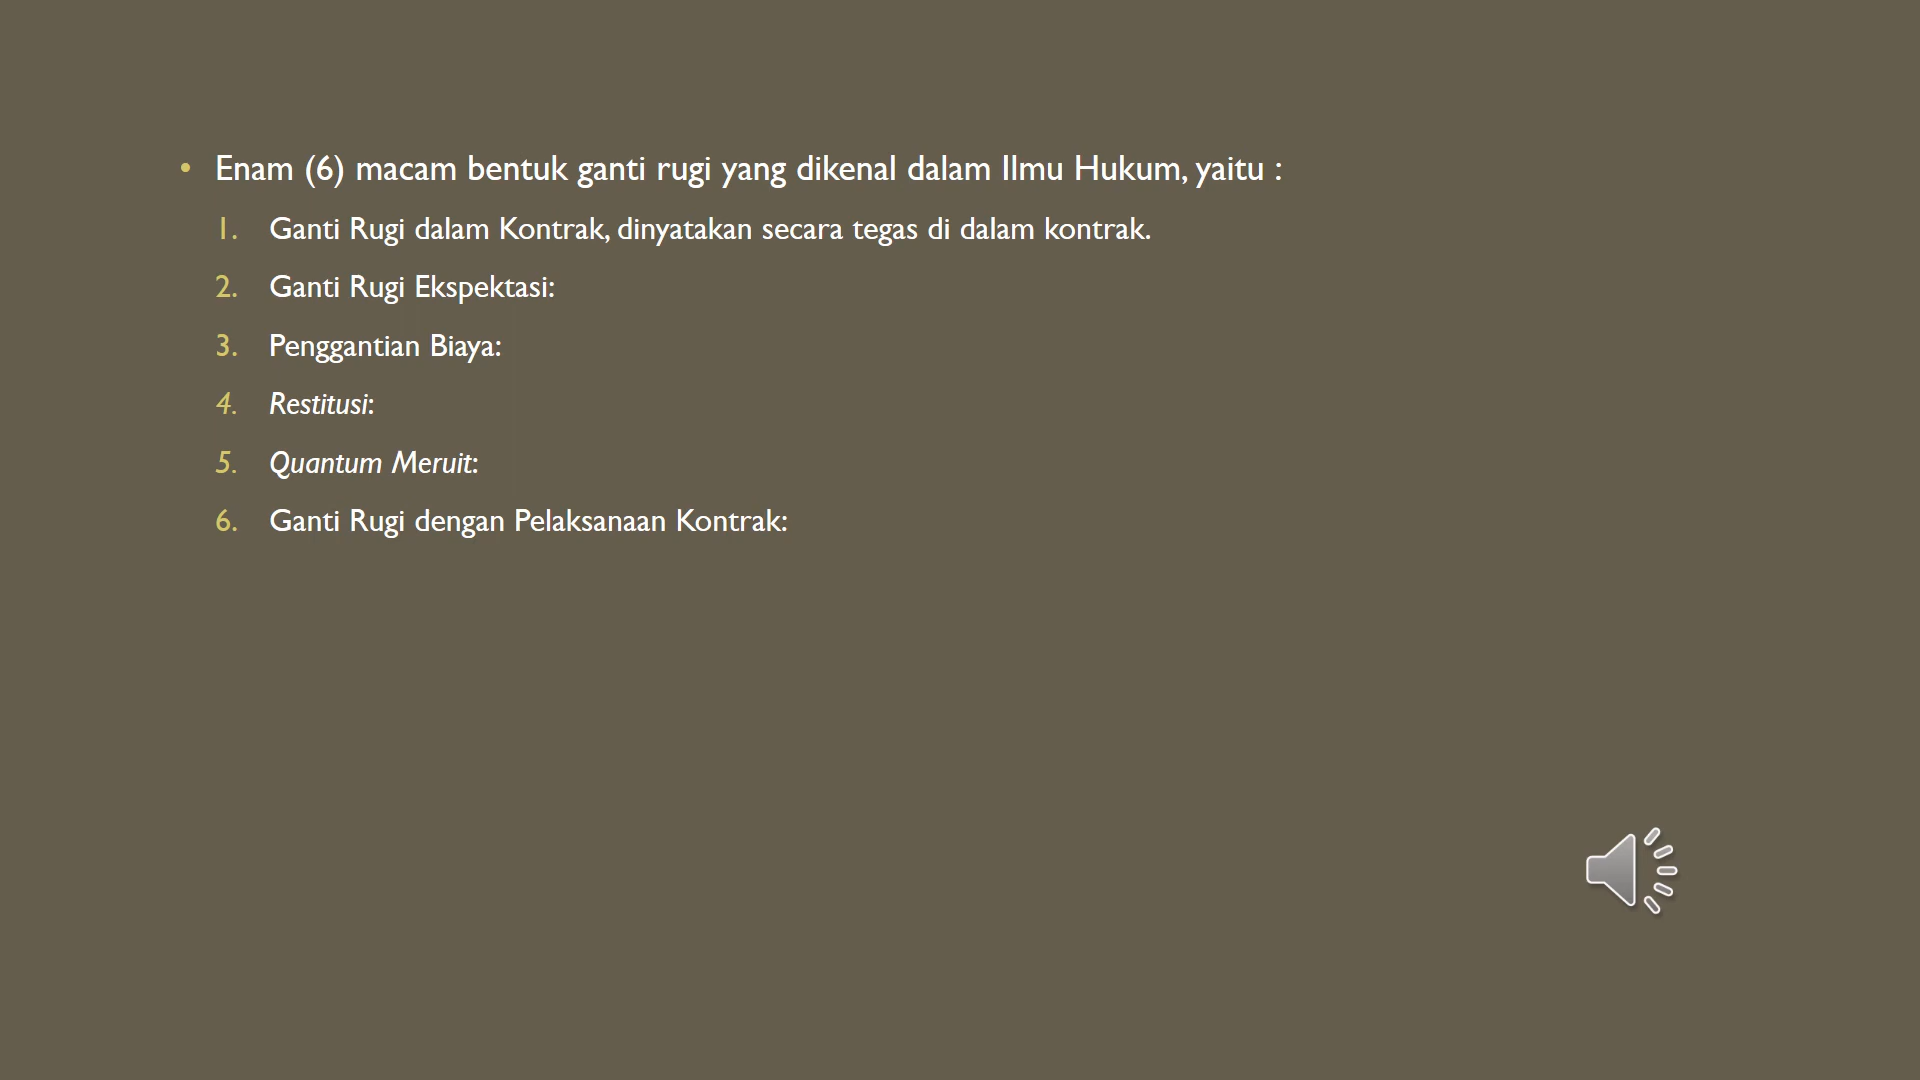 • Enam (6) macam bentuk ganti rugi yang dikenal dalam Ilmu Hukum, yaitu :
1. Ganti Rugi dalam Kontrak, dinyatakan secara tegas di dalam kontrak.
2. Ganti Rugi Ekspektasi:
3. Penggantian Biaya:
4. Restitusi:
5. Quantum Meruit:
6. Ganti Rugi dengan Pelaksanaan Kontrak: